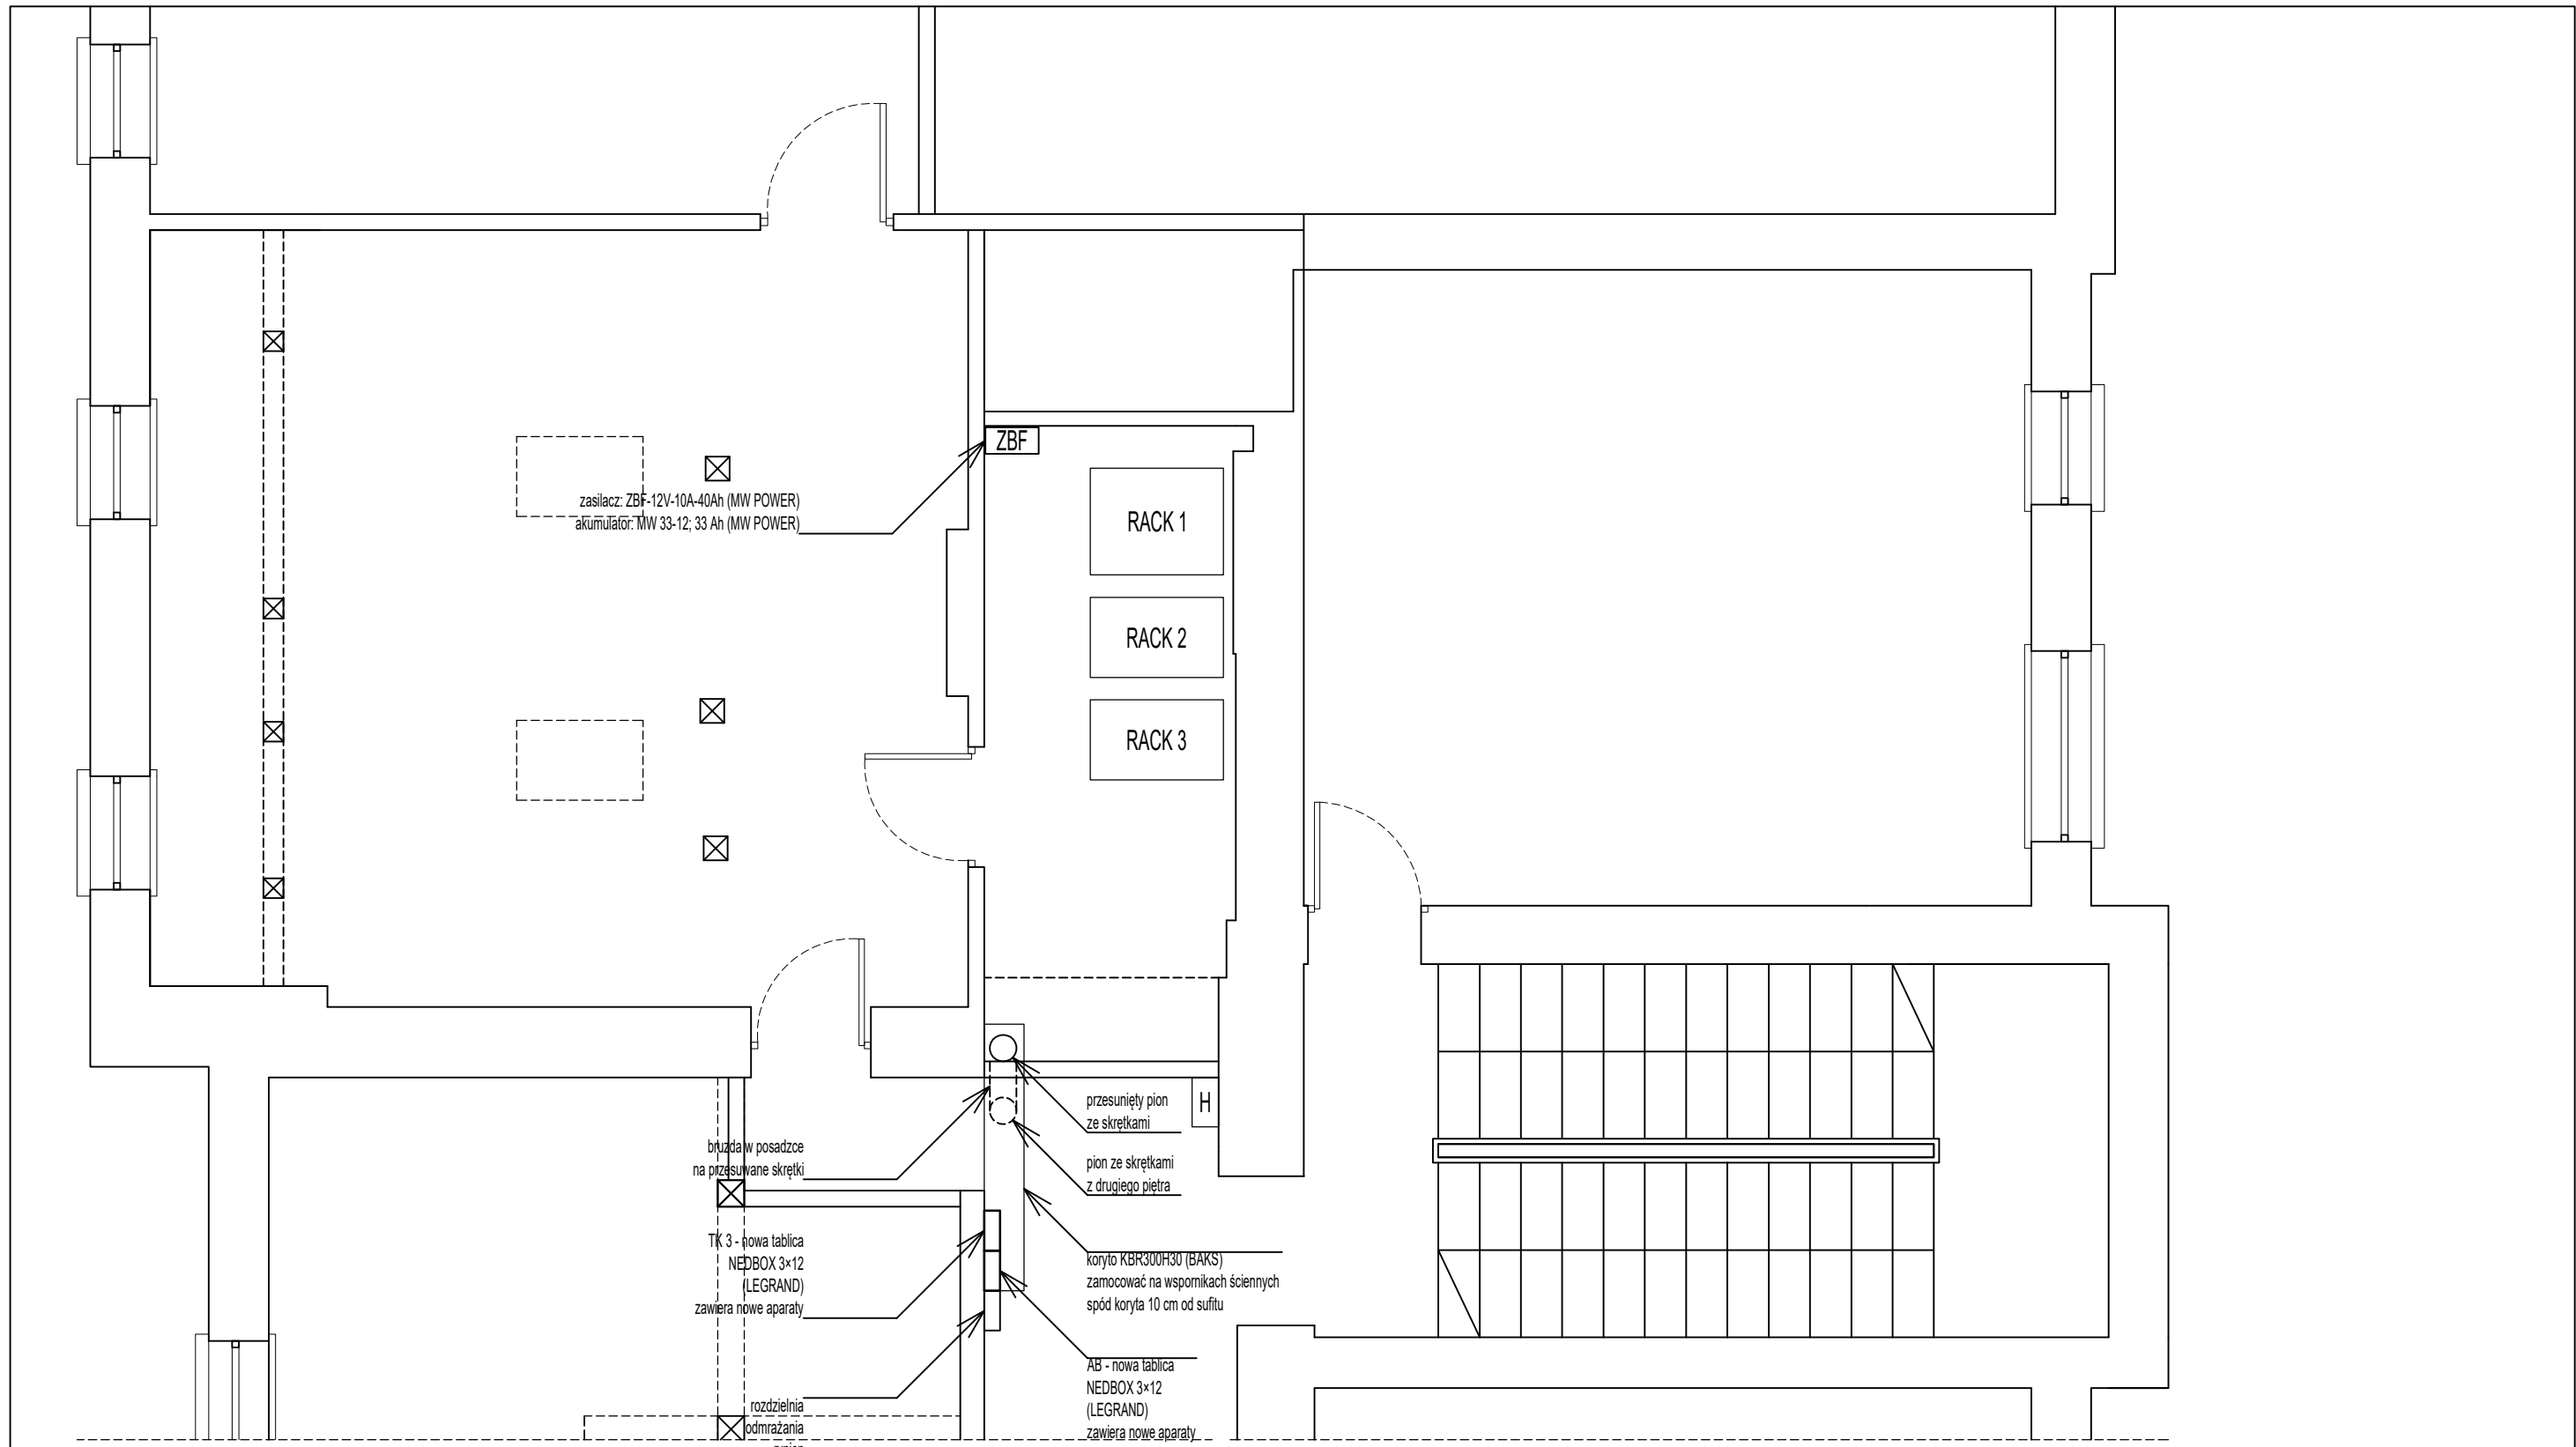 ZBF
zasilacz: ZBF-12V-10A-40Ah (MW POWER)
akumulator: MW 33-12; 33 Ah (MW POWER)
RACK 1
RACK 2
RACK 3
przesunięty pion
ze skrętkami
H
bruzda w posadzce
na przesuwane skrętki
pion ze skrętkami
z drugiego piętra
TK 3 - nowa tablica
NEDBOX 3×12
(LEGRAND)
zawiera nowe aparaty
koryto KBR300H30 (BAKS)
zamocować na wspornikach ściennych
spód koryta 10 cm od sufitu
AB - nowa tablica
NEDBOX 3×12
(LEGRAND)
zawiera nowe aparaty
rozdzielnia
odmrażania